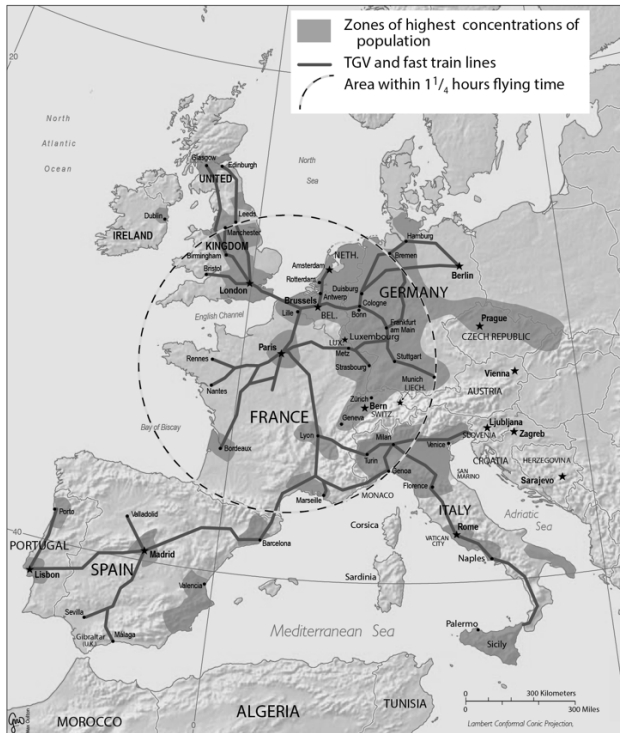 Zones of highest concentrations of
population
TGV and fast train lines
Area within 1 1/4 hours flying time
20
North
Atlantic
Ocean
North
Sea
Glasgow
Edinburgh
UNITED
Dublin
IRELAND
Leeds
Manchester
KINGDOM
Birmingham
Bristol
London
English Channel
Hamburg
Bremen
Amsterdam
NETH.
Rotterdam
Berlin
Antwerp
Duisburg
GERMANY
Brussels
BEL.
Cologne
Bonn
Lille
Prague
CZECH REPUBLIC
Frankfurt
am Main
LUX.
Luxembourg
Paris
Metz
Strasbourg
Stuttgart
Rennes
Nantes
Munich
LIECH.
Vienna
AUSTRIA
Zürich
Bern
SWITZ.
Geneva
FRANCE
Bay of Biscay
Ljubljana
SLOVENIA
Zagreb
CROATIA
Lyon
Milan
Venice
Turin
Genoa
Bordeaux
HERZEGOVINA
Sarajevo
SAN
MARINO
Florence
MONACO
Marseille
ITALY
Adriatic
Sea
Corsica
Rome
VATICAN
CITY
Porto
Valladolid
40
PORTUGAL
Madrid
Barcelona
Lisbon
SPAIN
Valencia
Sardinia
Naples
Sevilla
Gibraltar
(U.K.)
Málaga
Mediterranean Sea
Palermo
Sicily
0
300 Kilometers
0
300 Miles
MOROCCO
0
ALGERIA
TUNISIA
Lambert Conformal Conic Projection,